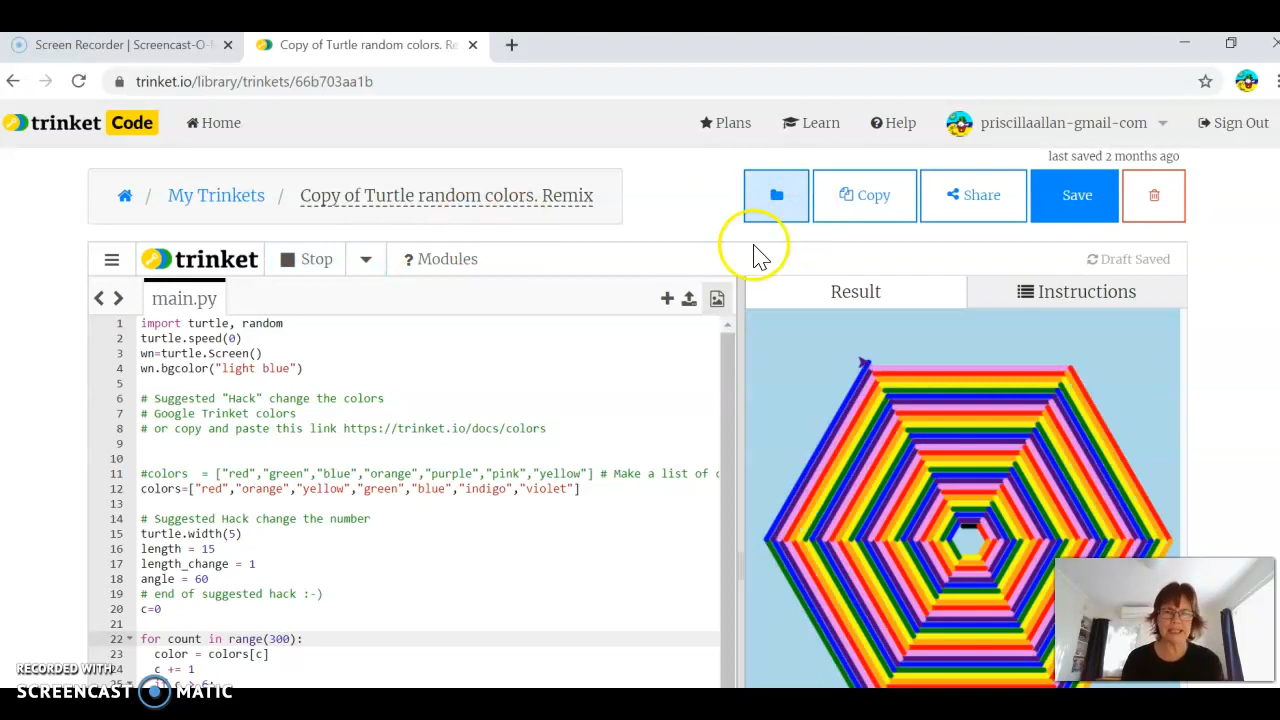 Screen Recorder | Screencast-O-M
Copy of Turtle random colors. Re
trinket.io/library/trinkets/66b703aa1b
trinket Code
Home
Plans
Learn
Help
priscillaallan-gmail-com
Sign Out
last saved 2 months ago
/ My Trinkets / Copy of Turtle random colors. Remix
Copy
Share
Save
trinket
Stop
? Modules
Draft Saved
main.py
Result
Instructions
1 import turtle, random
2 turtle.speed(0)
3 wn=turtle.Screen()
4 wn.bgcolor("light blue")
5
6 # Suggested "Hack" change the colors
7 # Google Trinket colors
8 # or copy and paste this link https://trinket.io/docs/colors
9
10
11 #colors  = ["red","green","blue","orange","purple","pink","yellow"] # Make a list of c
12 colors=["red","orange","yellow","green","blue","indigo","violet"]
13
14 # Suggested Hack change the number
15 turtle.width(5)
16 length = 15
17 length_change = 1
18 angle = 60
19 # end of suggested hack :-)
20 c=0
21
22 for count in range(300):
23 color = colors[c]
24 c += 1
RECORDED WITH
SCREENCAST MATIC